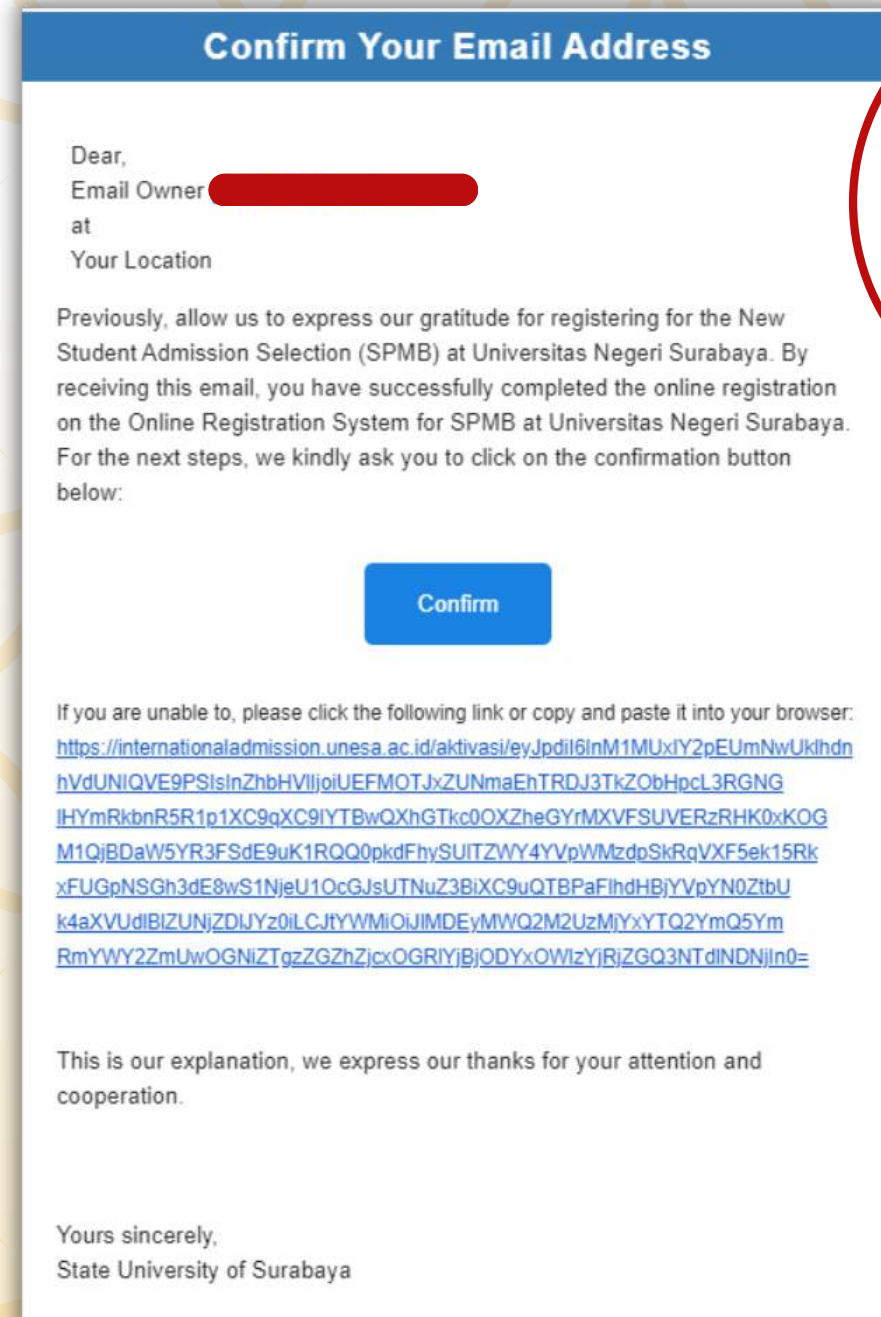 Confirm Your Email Address
Dear,
Email Owner
at
Your Location
Previously, allow us to express our gratitude for registering for the New
Student Admission Selection (SPMB) at Universitas Negeri Surabaya. By
receiving this email, you have successfully completed the online registration
on the Online Registration System for SPMB at Universitas Negeri Surabaya.
For the next steps, we kindly ask you to click on the confirmation button
below:
Confirm
If you are unable to, please click the following link or copy and paste it into your browser:
https://internationaladmission.unesa.ac.id/aktivasi/
This is our explanation, we express our thanks for your attention and
cooperation.
Yours sincerely,
State University of Surabaya